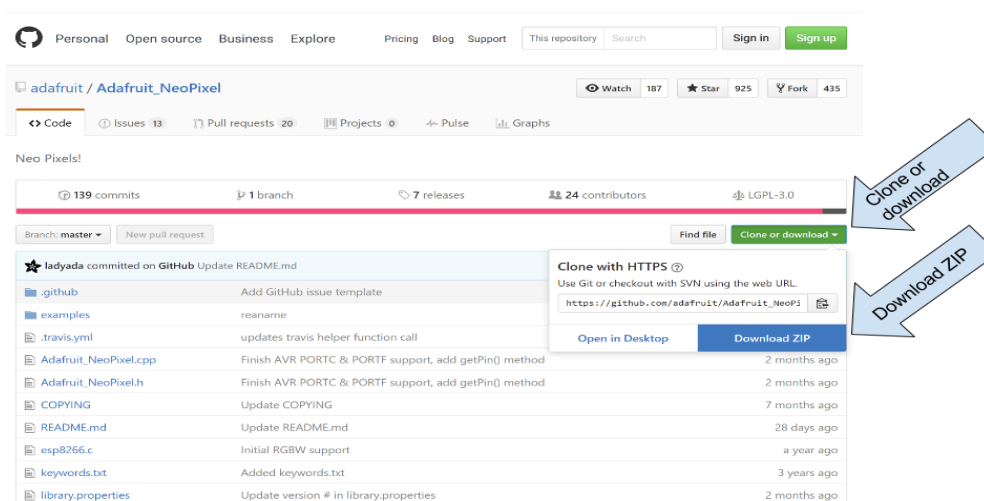 Personal Open source Business Explore Pricing Blog Support This repository Search Sign in Sign up
adafruit / Adafruit_NeoPixel Watch 187 Star 925 Fork 435
Code Issues 13 Pull requests 20 Projects 0 Pulse Graphs
Neo Pixels!
139 commits 1 branch 7 releases 24 contributors LGPL-3.0
Branch: master New pull request Find file Clone or download
Clone or
download
ladyada committed on GitHub Update README.md
Clone with HTTPS
Use Git or checkout with SVN using the web URL.
https://github.com/adafruit/Adafruit_NeoPi
Open in Desktop Download ZIP
Download ZIP
.github Add GitHub issue template
examples reaname
.travis.yml updates travis helper function call
Adafruit_NeoPixel.cpp Finish AVR PORTC & PORTF support, add getPin() method 2 months ago
Adafruit_NeoPixel.h Finish AVR PORTC & PORTF support, add getPin() method 2 months ago
COPYING Update COPYING 7 months ago
README.md Update README.md 28 days ago
esp8266.c Initial RGBW support a year ago
keywords.txt Added keywords.txt 3 years ago
library.properties Update version # in library.properties 2 months ago